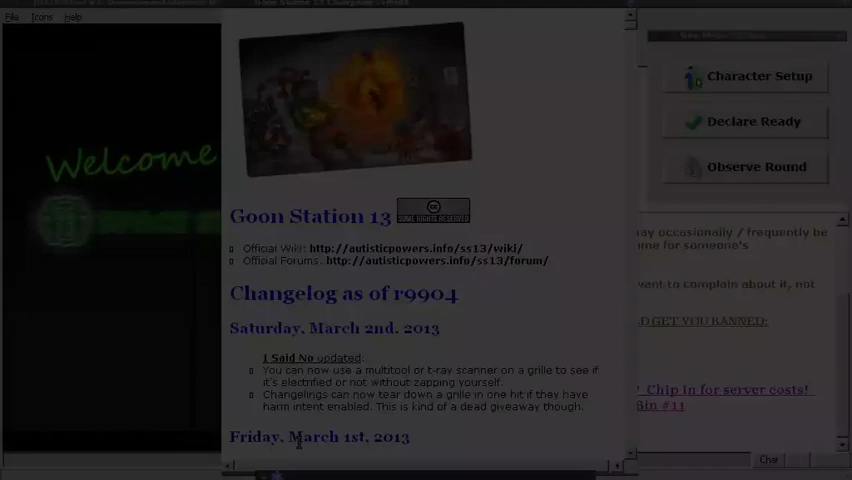 File Icons Help
Welcome
Goon Station 13
SOME RIGHTS RESERVED
Official Wiki: http://autisticpowers.info/ss13/wiki/
Official Forums: http://autisticpowers.info/ss13/forum/
Changelog as of r9904
Saturday, March 2nd, 2013
I Said No updated:
You can now use a multitool or t-ray scanner on a grille to see if
it's electrified or not without zapping yourself.
Changelings can now tear down a grille in one hit if they have
harm intent enabled. This is kind of a dead giveaway though.
Friday, March 1st, 2013
Character Setup
Declare Ready
Observe Round
may occasionally / frequently be
ime for someone's
want to complain about it, not
D GET YOU BANNED:
? Chip in for server costs!
Bin #11
Chat